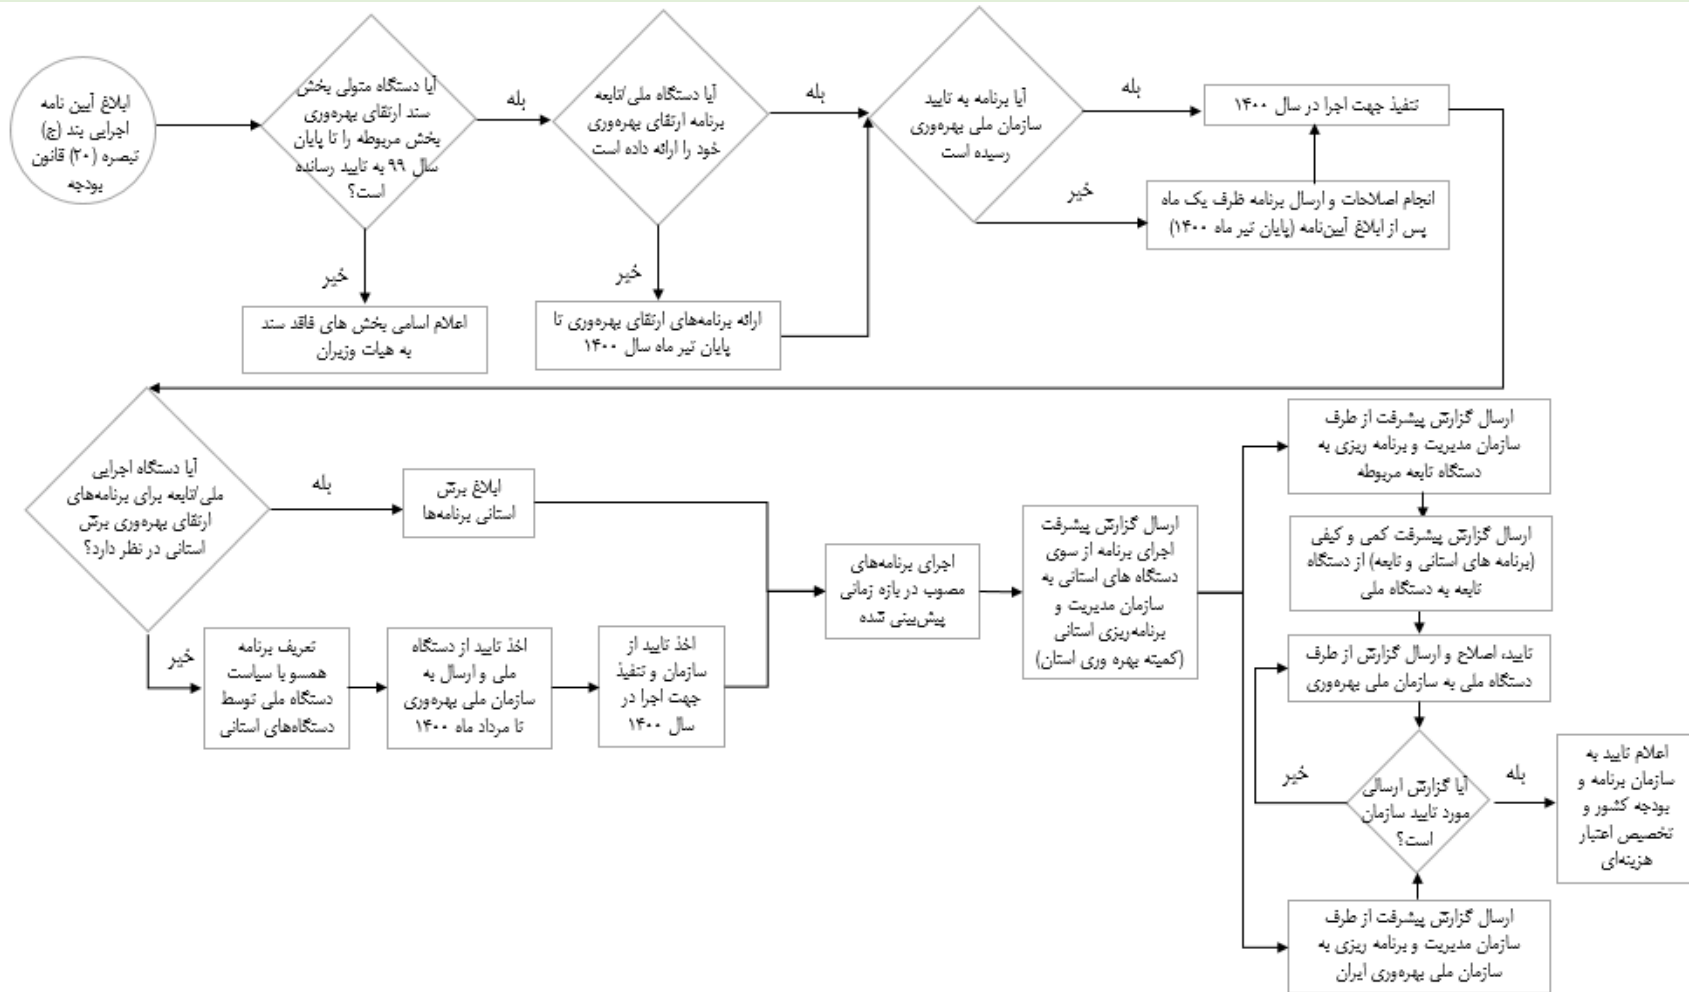 ابلاغ آیین نامه
اجرایی بند (ج)
تبصره (۲۰) قانون
بودجه
آیا دستگاه متولی بخش
سند ارتقای بهره‌وری
بخش مربوطه را تا پایان
سال ۹۹ به تایید رسانده
است؟
بله
خیر
اعلام اسامی بخش های فاقد سند
به هیات وزیران
آیا دستگاه ملی/تابعه
برنامه ارتقای بهره‌وری
خود را ارائه داده است
بله
خیر
ارائه برنامه‌های ارتقای بهره‌وری تا
پایان تیر ماه سال ۱۴۰۰
آیا برنامه به تایید
سازمان ملی بهره‌وری
رسیده است
بله
خیر
تنفیذ جهت اجرا در سال ۱۴۰۰
انجام اصلاحات و ارسال برنامه ظرف یک ماه
پس از ابلاغ آیین‌نامه (پایان تیر ماه ۱۴۰۰)
آیا دستگاه اجرایی
ملی/تابعه برای برنامه‌های
ارتقای بهره‌وری برش
استانی در نظر دارد؟
بله
خیر
ابلاغ برش
استانی برنامه‌ها
تعریف برنامه
همسو با سیاست
دستگاه ملی توسط
دستگاه‌های استانی
اخذ تایید از دستگاه
ملی و ارسال به
سازمان ملی بهره‌وری
تا مرداد ماه ۱۴۰۰
اخذ تایید از
سازمان و تنفیذ
جهت اجرا در
سال ۱۴۰۰
اجرای برنامه‌های
مصوب در بازه زمانی
پیش‌بینی شده
ارسال گزارش پیشرفت
اجرای برنامه از سوی
دستگاه های استانی به
سازمان مدیریت و
برنامه‌ریزی استانی
(کمیته بهره وری استان)
ارسال گزارش پیشرفت از طرف
سازمان مدیریت و برنامه ریزی به
دستگاه تابعه مربوطه
ارسال گزارش پیشرفت کمی و کیفی
(برنامه های استانی و تابعه) از دستگاه
تابعه به دستگاه ملی
تایید، اصلاح و ارسال گزارش از طرف
دستگاه ملی به سازمان ملی بهره‌وری
آیا گزارش ارسالی
مورد تایید سازمان
است؟
خیر
بله
اعلام تایید به
سازمان برنامه و
بودجه کشور و
تخصیص اعتبار
هزینه‌ای
ارسال گزارش پیشرفت از طرف
سازمان مدیریت و برنامه ریزی به
سازمان ملی بهره‌وری ایران